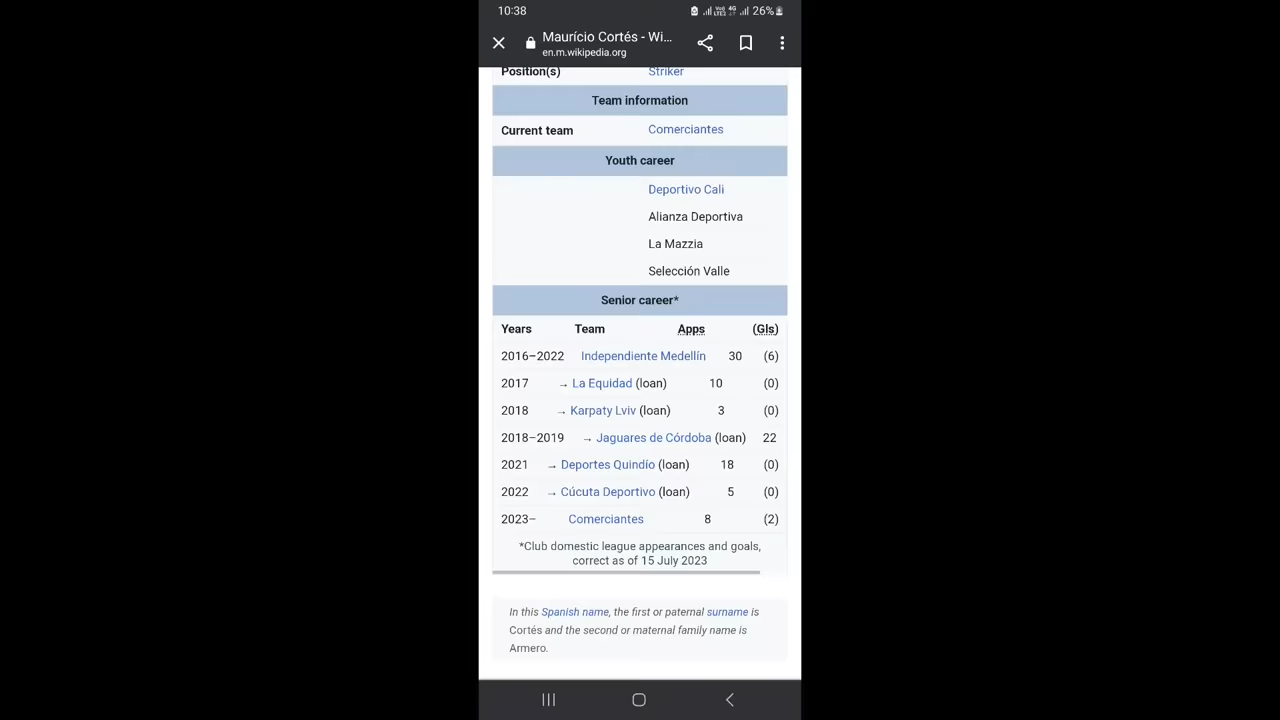 10:38
26%
Maurício Cortés - Wi...
en.m.wikipedia.org
Position(s) Striker
Team information
Current team Comerciantes
Youth career
Deportivo Cali
Alianza Deportiva
La Mazzia
Selección Valle
Senior career*
Years Team Apps (Gls)
2016–2022 Independiente Medellín 30 (6)
2017 → La Equidad (loan) 10 (0)
2018 → Karpaty Lviv (loan) 3 (0)
2018–2019 → Jaguares de Córdoba (loan) 22
2021 → Deportes Quindío (loan) 18 (0)
2022 → Cúcuta Deportivo (loan) 5 (0)
2023– Comerciantes 8 (2)
*Club domestic league appearances and goals,
correct as of 15 July 2023
In this Spanish name, the first or paternal surname is
Cortés and the second or maternal family name is
Armero.